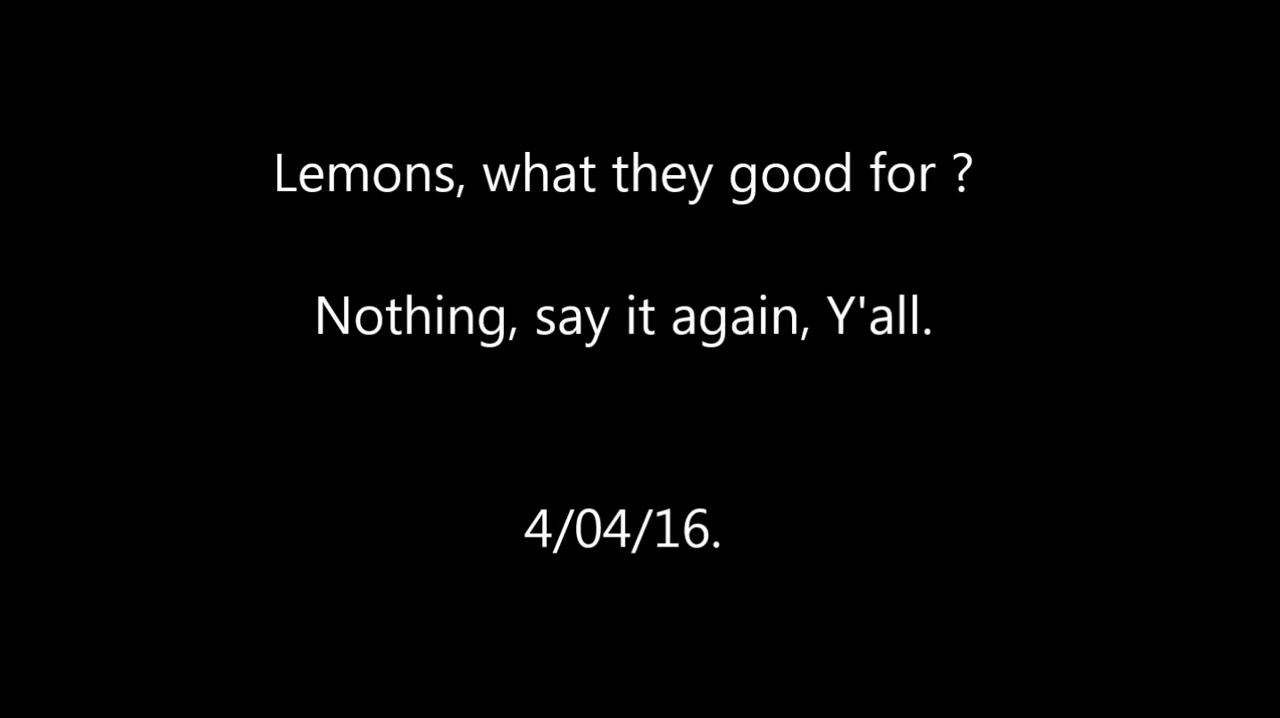 Lemons, what they good for ?
Nothing, say it again, Y'all.
4/04/16.